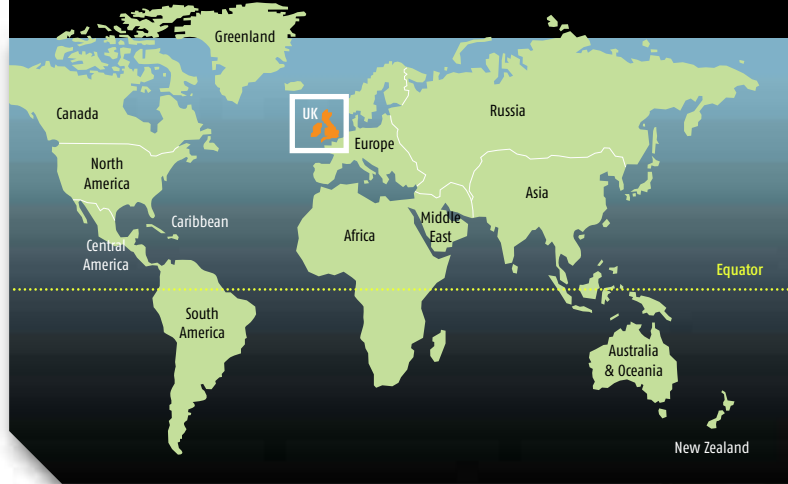 Greenland
Canada
UK
Russia
Europe
North
America
Asia
Caribbean
Middle
East
Africa
Central
America
Equator
South
America
Australia
& Oceania
New Zealand